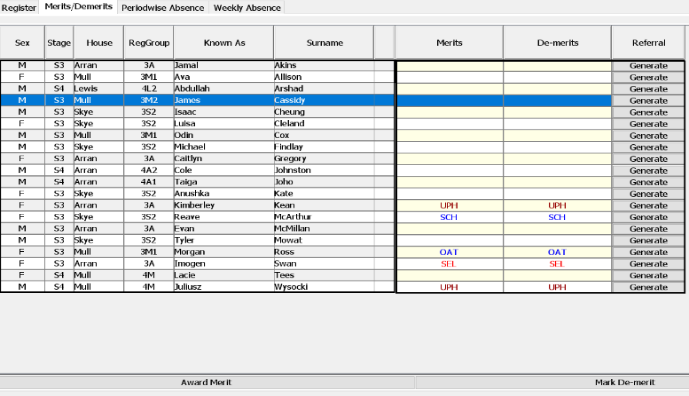 Register Merits/Demerits Periodwise Absence Weekly Absence
Sex Stage House RegGroup Known As Surname Merits De-merits Referral
M S3 Arran 3A Jamal Akins Generate
F S3 Mull 3M1 Ava Allison Generate
M S4 Lewis 4L2 Abdullah Arshad Generate
M S3 Mull 3M2 James Cassidy Generate
M S3 Skye 3S2 Isaac Cheung Generate
F S3 Skye 3S2 Luisa Cleland Generate
M S3 Mull 3M1 Odin Cox Generate
M S3 Skye 3S2 Michael Findlay Generate
F S3 Arran 3A Caitlyn Gregory Generate
M S4 Arran 4A2 Cole Johnston Generate
M S4 Arran 4A1 Taiga Joho Generate
F S3 Skye 3S2 Anushka Kate Generate
F S3 Arran 3A Kimberley Kean UPH UPH Generate
F S3 Skye 3S2 Reave McArthur SCH SCH Generate
M S3 Arran 3A Evan McMillan Generate
M S3 Skye 3S2 Tyler Mowat Generate
F S3 Mull 3M1 Morgan Ross OAT OAT Generate
F S3 Arran 3A Imogen Swan SEL SEL Generate
F S4 Mull 4M Lacie Tees Generate
M S4 Mull 4M Juliusz Wysocki UPH UPH Generate
Award Merit Mark De-merit